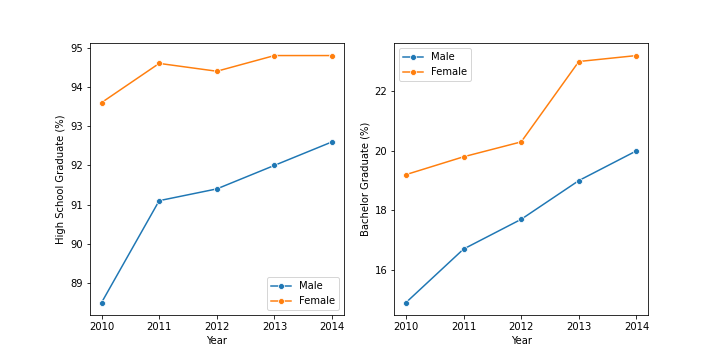 High School Graduate (%)
95
94
93
92
91
90
89
2010 2011 2012 2013 2014
Year
Male
Female
Bachelor Graduate (%)
22
20
18
16
2010 2011 2012 2013 2014
Year
Male
Female